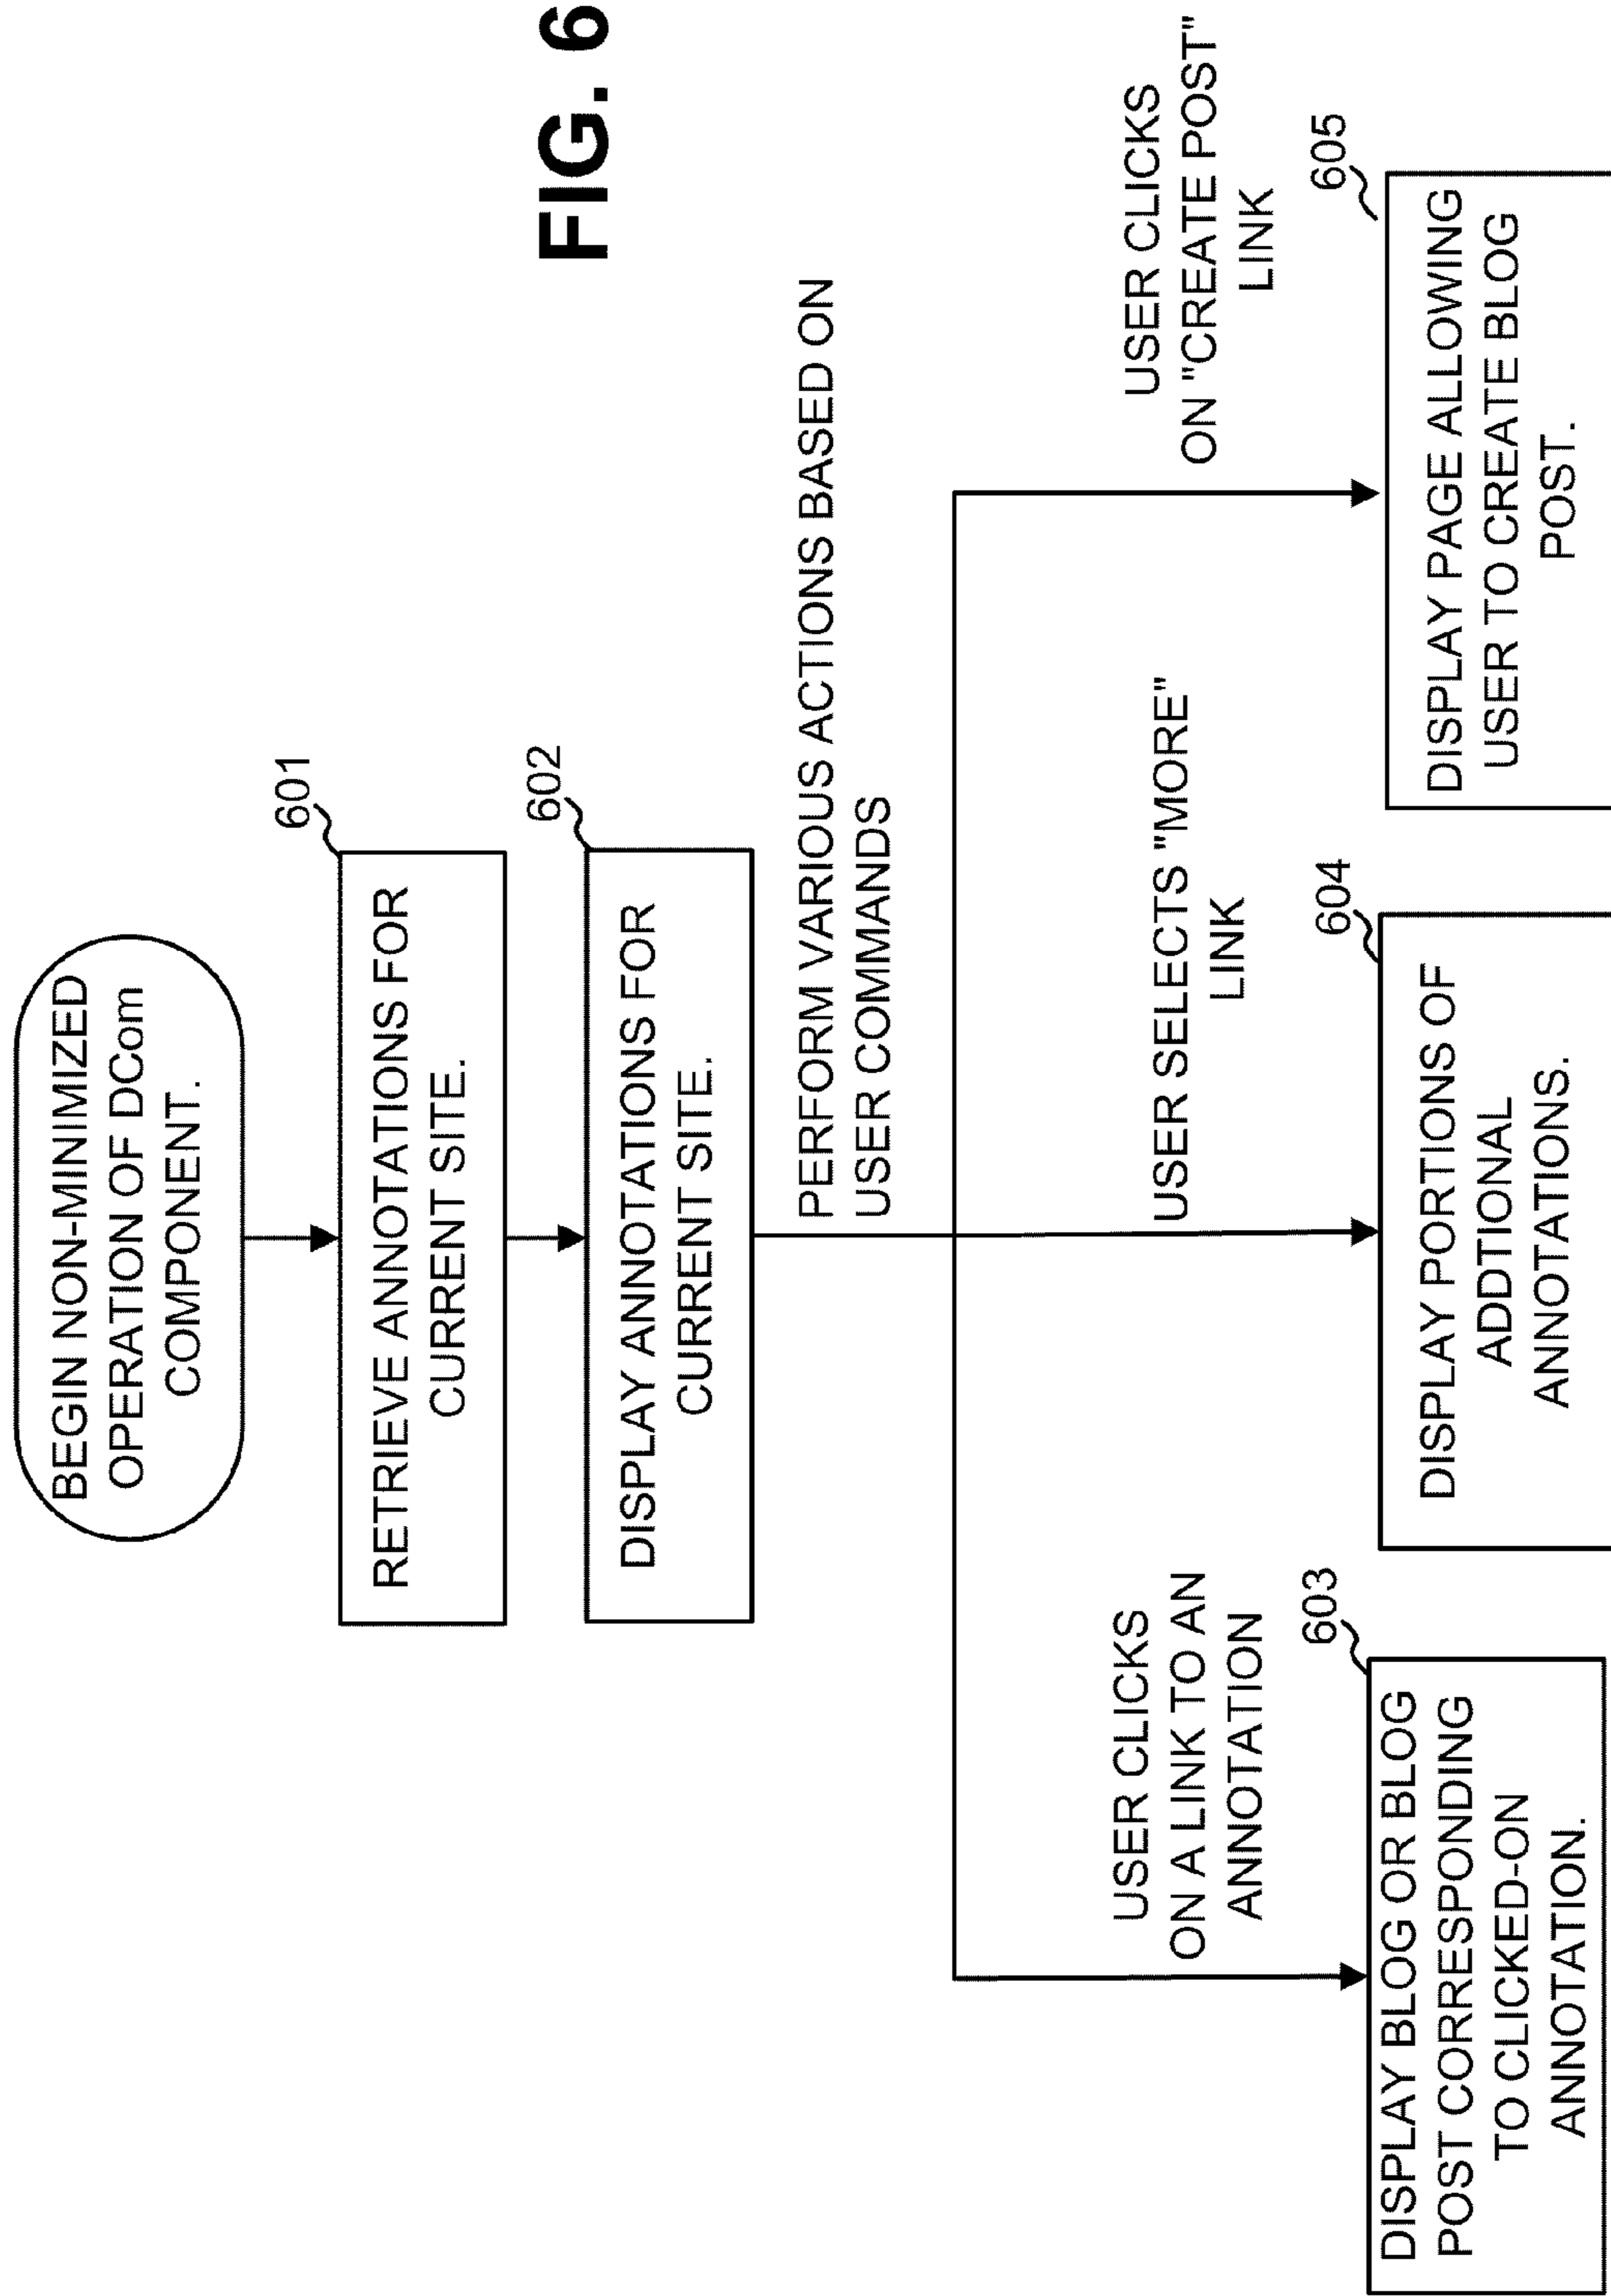 BEGIN NON-MINIMIZED
OPERATION OF DCom
COMPONENT.
601
RETRIEVE ANNOTATIONS FOR
CURRENT SITE.
602
DISPLAY ANNOTATIONS FOR
CURRENT SITE.
FIG. 6
PERFORM VARIOUS ACTIONS BASED ON
USER COMMANDS
USER CLICKS
ON A LINK TO AN
ANNOTATION
603
DISPLAY BLOG OR BLOG
POST CORRESPONDING
TO CLICKED-ON
ANNOTATION.
USER SELECTS "MORE"
LINK
604
DISPLAY PORTIONS OF
ADDTIONAL
ANNOTATIONS.
USER CLICKS
ON "CREATE POST"
LINK
605
DISPLAY PAGE ALLOWING
USER TO CREATE BLOG
POST.